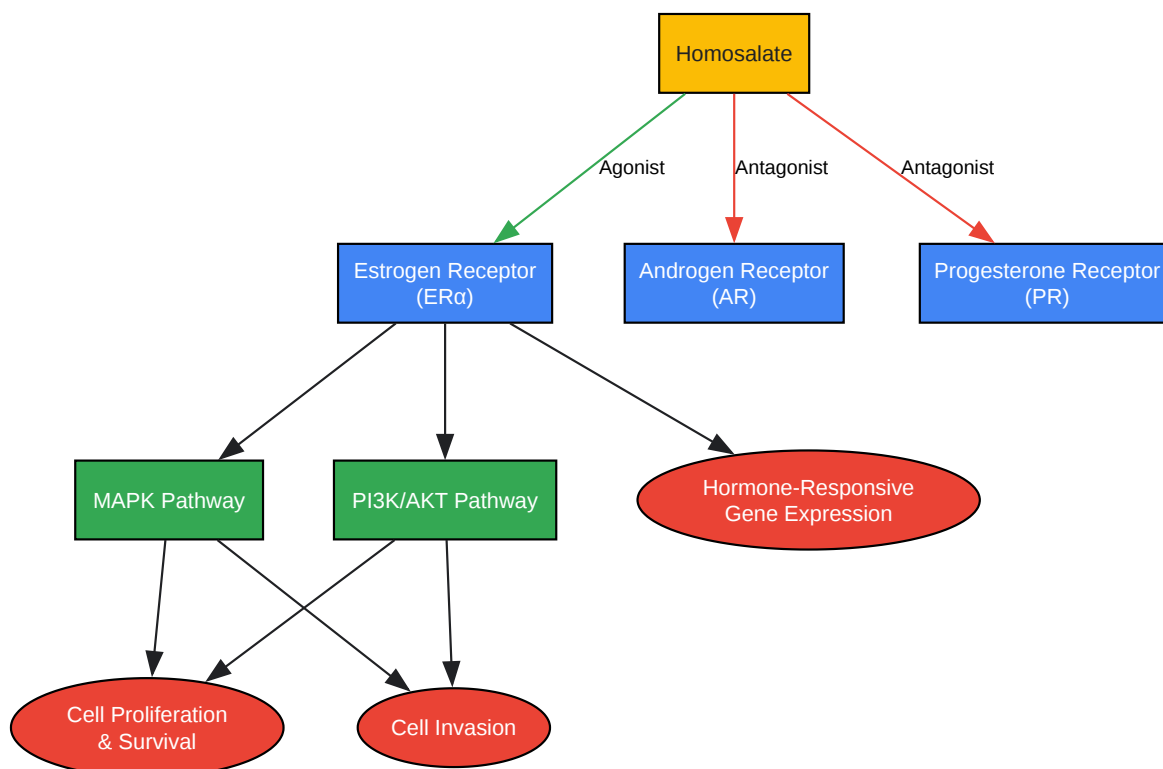 Homosalate
Agonist
Antagonist
Antagonist
Estrogen Receptor
(ERα)
Androgen Receptor
(AR)
Progesterone Receptor
(PR)
MAPK Pathway
PI3K/AKT Pathway
Hormone-Responsive
Gene Expression
Cell Proliferation
& Survival
Cell Invasion